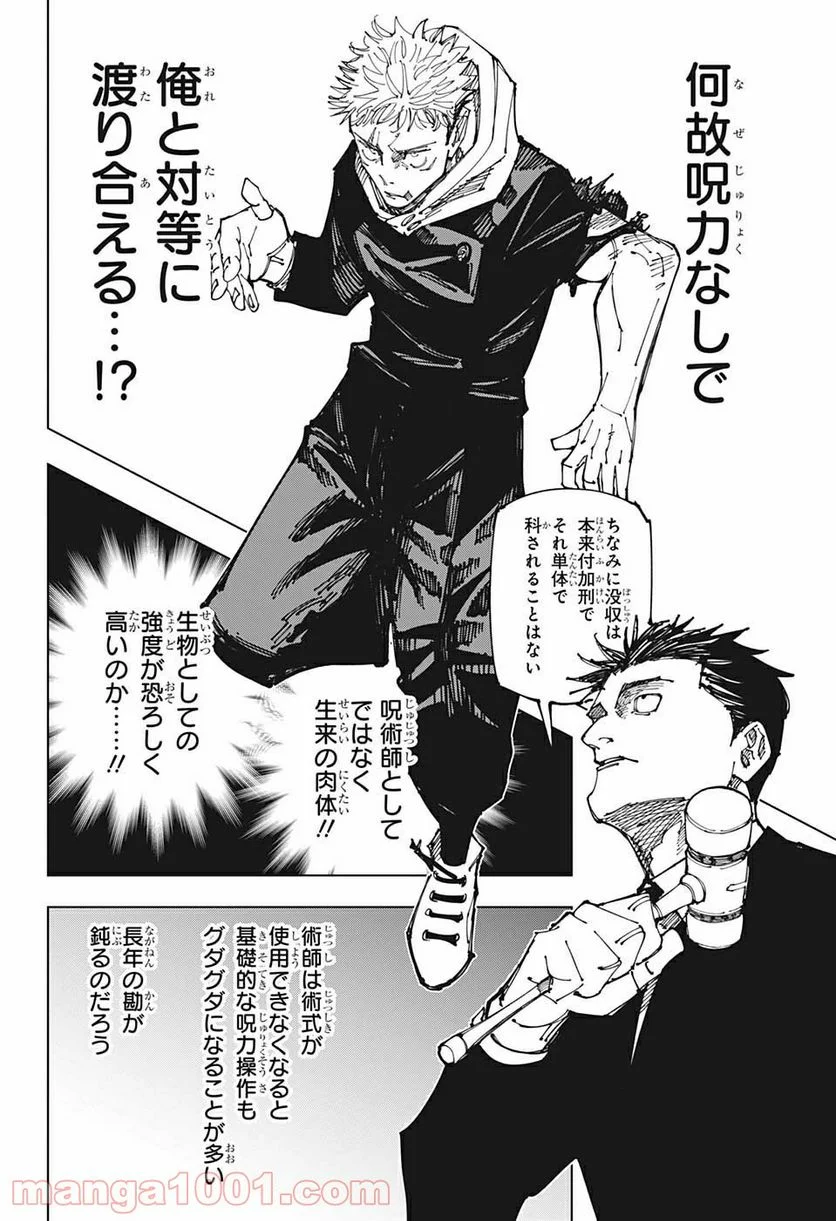 何故呪力なしで
俺と対等に
渡り合える…!?
ちなみに没収は
本来付加刑で
それ単体で
科されることはない
呪術師として
ではなく
生来の肉体!!
生物としての
強度が恐ろしく
高いのか……!!
術師は術式が
使用できなくなると
基礎的な呪力操作も
グダグダになることが多い
長年の勘が
鈍るのだろう
manga1001.com